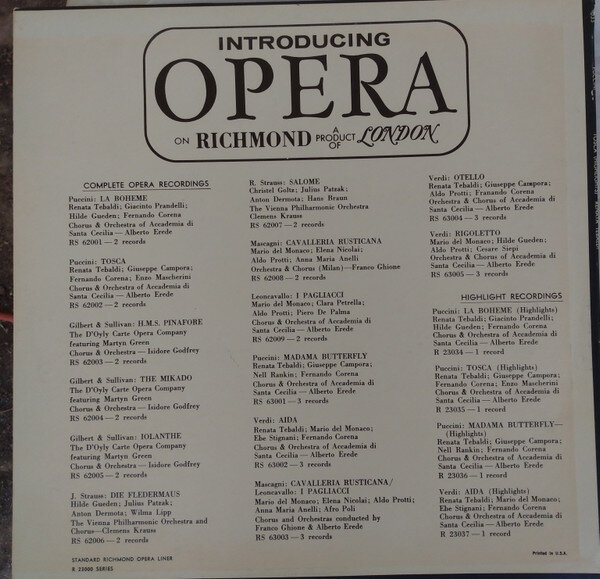 INTRODUCING
OPERA
ON RICHMOND A PRODUCT OF LONDON
COMPLETE OPERA RECORDINGS
Puccini: LA BOHEME
Renata Tebaldi; Giacinto Prandelli;
Hilde Gueden; Fernando Corena
Chorus & Orchestra of Accademia di
Santa Cecilia — Alberto Erede
RS 62001 — 2 records
Puccini: TOSCA
Renata Tebaldi; Giuseppe Campora;
Fernando Corena; Enzo Mascherini
Chorus & Orchestra of Accademia di
Santa Cecilia — Alberto Erede
RS 62002 — 2 records
Gilbert & Sullivan: H.M.S. PINAFORE
The D'Oyly Carte Opera Company
featuring Martyn Green
Chorus & Orchestra — Isidore Godfrey
RS 62003 — 2 records
Gilbert & Sullivan: THE MIKADO
The D'Oyly Carte Opera Company
featuring Martyn Green
Chorus & Orchestra — Isidore Godfrey
RS 62004 — 2 records
Gilbert & Sullivan: IOLANTHE
The D'Oyly Carte Opera Company
featuring Martyn Green
Chorus & Orchestra — Isidore Godfrey
RS 62005 — 2 records
J. Strauss: DIE FLEDERMAUS
Hilde Gueden; Julius Patzak;
Anton Dermota; Wilma Lipp
The Vienna Philharmonic Orchestra and
Chorus—Clemens Krauss
RS 62006 — 2 records
STANDARD RICHMOND OPERA LINER
R 23000 SERIES
R. Strauss: SALOME
Christel Goltz; Julius Patzak;
Anton Dermota; Hans Braun
The Vienna Philharmonic Orchestra
Clemens Krauss
RS 62007 — 2 records
Mascagni: CAVALLERIA RUSTICANA
Mario del Monaco; Elena Nicolai;
Aldo Protti; Anna Maria Anelli
Orchestra & Chorus (Milan)—Franco Ghione
RS 62008 — 2 records
Leoncavallo: I PAGLIACCI
Mario del Monaco; Clara Petrella;
Aldo Protti; Piero De Palma
Chorus & Orchestra of Accademia di
Santa Cecilia — Alberto Erede
RS 62009 — 2 records
Puccini: MADAMA BUTTERFLY
Renata Tebaldi; Giuseppe Campora;
Nell Rankin; Fernando Corena
Chorus & Orchestra of Accademia di
Santa Cecilia — Alberto Erede
RS 63001 — 3 records
Verdi: AIDA
Renata Tebaldi; Mario del Monaco;
Ebe Stignani; Fernando Corena
Chorus & Orchestra of Accademia di
Santa Cecilia — Alberto Erede
RS 63002 — 3 records
Mascagni: CAVALLERIA RUSTICANA/
Leoncavallo: I PAGLIACCI
Mario del Monaco; Elena Nicolai; Aldo Protti;
Anna Maria Anelli; Afro Poli
Chorus and Orchestras conducted by
Franco Ghione & Alberto Erede
RS 63003 — 3 records
Verdi: OTELLO
Renata Tebaldi; Giuseppe Campora;
Aldo Protti; Fernando Corena
Orchestra & Chorus of Accademia di
Santa Cecilia — Alberto Erede
RS 63004 — 3 records
Verdi: RIGOLETTO
Mario del Monaco; Hilde Gueden;
Aldo Protti; Cesare Siepi
Orchestra & Chorus of Accademia di
Santa Cecilia — Alberto Erede
RS 63005 — 3 records
HIGHLIGHT RECORDINGS
Puccini: LA BOHEME (Highlights)
Renata Tebaldi; Giacinto Prandelli;
Hilde Gueden; Fernando Corena
Chorus & Orchestra of Accademia di
Santa Cecilia — Alberto Erede
R 23034 — 1 record
Puccini: TOSCA (Highlights)
Renata Tebaldi; Giuseppe Campora;
Fernando Corena; Enzo Mascherini
Chorus & Orchestra of Accademia di
Santa Cecilia — Alberto Erede
R 23035 — 1 record
Puccini: MADAMA BUTTERFLY—
(Highlights)
Renata Tebaldi; Giuseppe Campora;
Nell Rankin; Fernando Corena
Chorus & Orchestra of Accademia di
Santa Cecilia — Alberto Erede
R 23036 — 1 record
Verdi: AIDA (Highlights)
Renata Tebaldi; Mario del Monaco;
Ebe Stignani; Fernando Corena
Chorus & Orchestra of Accademia di
Santa Cecilia — Alberto Erede
R 23037 — 1 record
Printed in U.S.A.